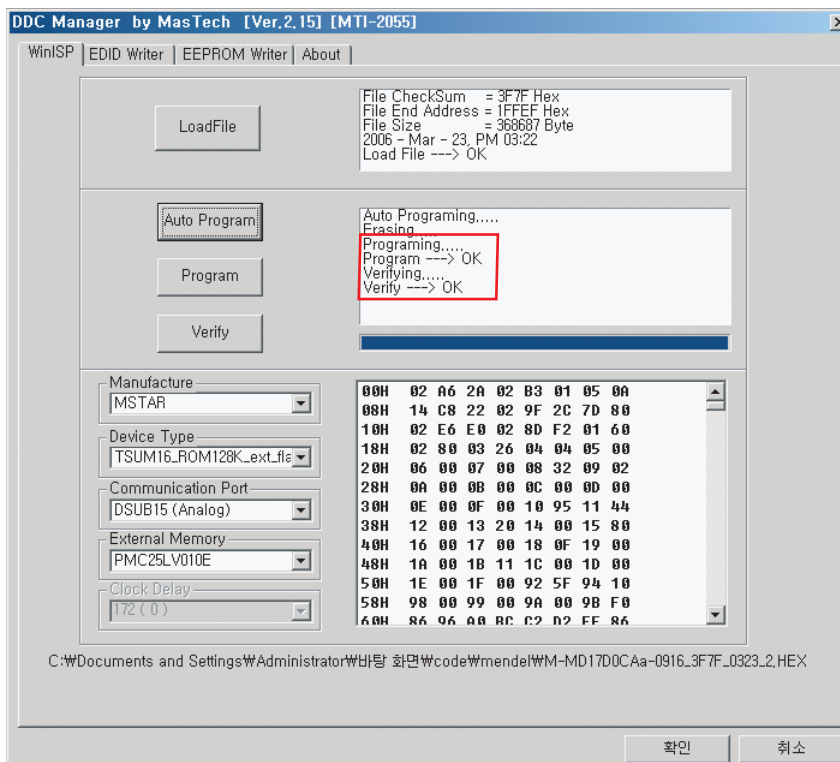 DDC Manager by MasTech [Ver.2.15] [MTI-2055]
WinISP EDID Writer EEPROM Writer About
LoadFile
File CheckSum = 3F7F Hex
File End Address = 1FFEF Hex
File Size = 368687 Byte
2006 - Mar - 23, PM 03:22
Load File ---> OK
Auto Program
Program
Verify
Auto Programing.....
Erasing.....
Programing.....
Program ---> OK
Verifying.....
Verify ---> OK
Manufacture
MSTAR
Device Type
TSUM16_ROM128K_ext_fla
Communication Port
DSUB15 (Analog)
External Memory
PMC25LV010E
Clock Delay
172 ( 0 )
00H 02 A6 2A 02 B3 01 05 0A
08H 14 C8 22 02 9F 2C 7D 80
10H 02 E6 E0 02 8D F2 01 60
18H 02 80 03 26 04 04 05 00
20H 06 00 07 00 08 32 09 02
28H 0A 00 0B 00 0C 00 0D 00
30H 0E 00 0F 00 10 95 11 44
38H 12 00 13 20 14 00 15 80
40H 16 00 17 00 18 0F 19 00
48H 1A 00 1B 11 1C 00 1D 00
50H 1E 00 1F 00 92 5F 94 10
58H 98 00 99 00 9A 00 9B F0
60H 86 96 A0 BC C2 D2 FF 86
C:₩Documents and Settings₩Administrator₩바탕 화면₩code₩mendel₩M-MD17D0CAa-0916_3F7F_0323_2.HEX
확인
취소